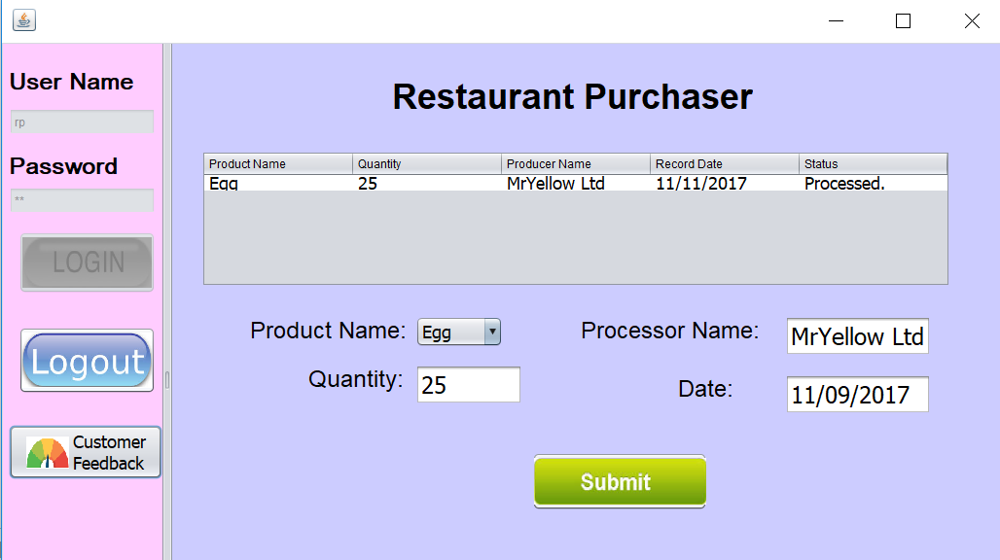 User Name
rp
Password
**
LOGIN
Logout
Customer
Feedback
Restaurant Purchaser
Product Name Quantity Producer Name Record Date Status
Egg 25 MrYellow Ltd 11/11/2017 Processed.
Product Name: Egg
Processor Name: MrYellow Ltd
Quantity: 25
Date: 11/09/2017
Submit